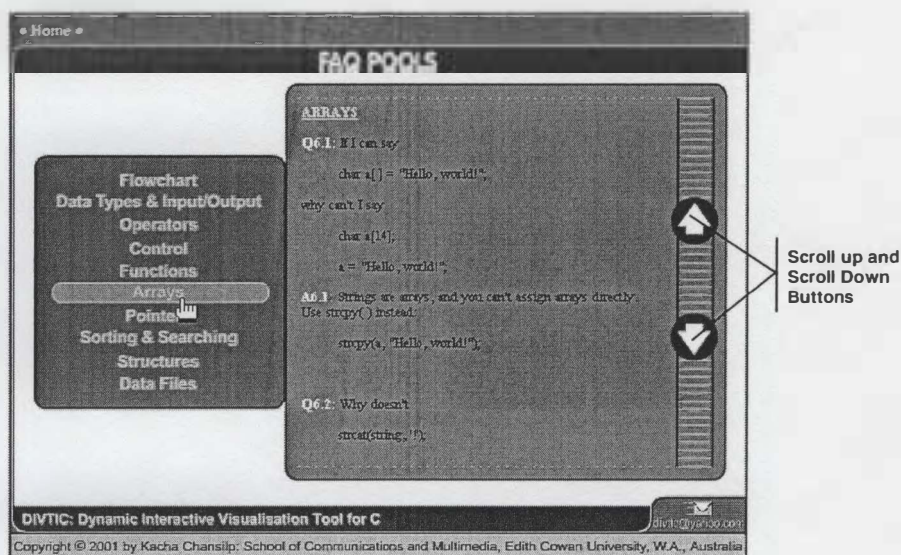 • Home •
FAQ POOLS
Flowchart
Data Types & Input/Output
Operators
Control
Functions
Arrays
Pointe
Sorting & Searching
Structures
Data Files
ARRAYS
Q6.1: If I can say
char a[ ] = "Hello, world!";
why can't I say
char a[14];
a = "Hello, world!";
A6.1: Strings are arrays, and you can't assign arrays directly.
Use strcpy( ) instead:
strcpy(a, "Hello, world!");
Q6.2: Why doesn't
strcat(string, '!');
Scroll up and
Scroll Down
Buttons
DIVTIC: Dynamic Interactive Visualisation Tool for C
divtic@yahoo.com
Copyright © 2001 by Kacha Chansilp: School of Communications and Multimedia, Edith Cowan University, W.A., Australia